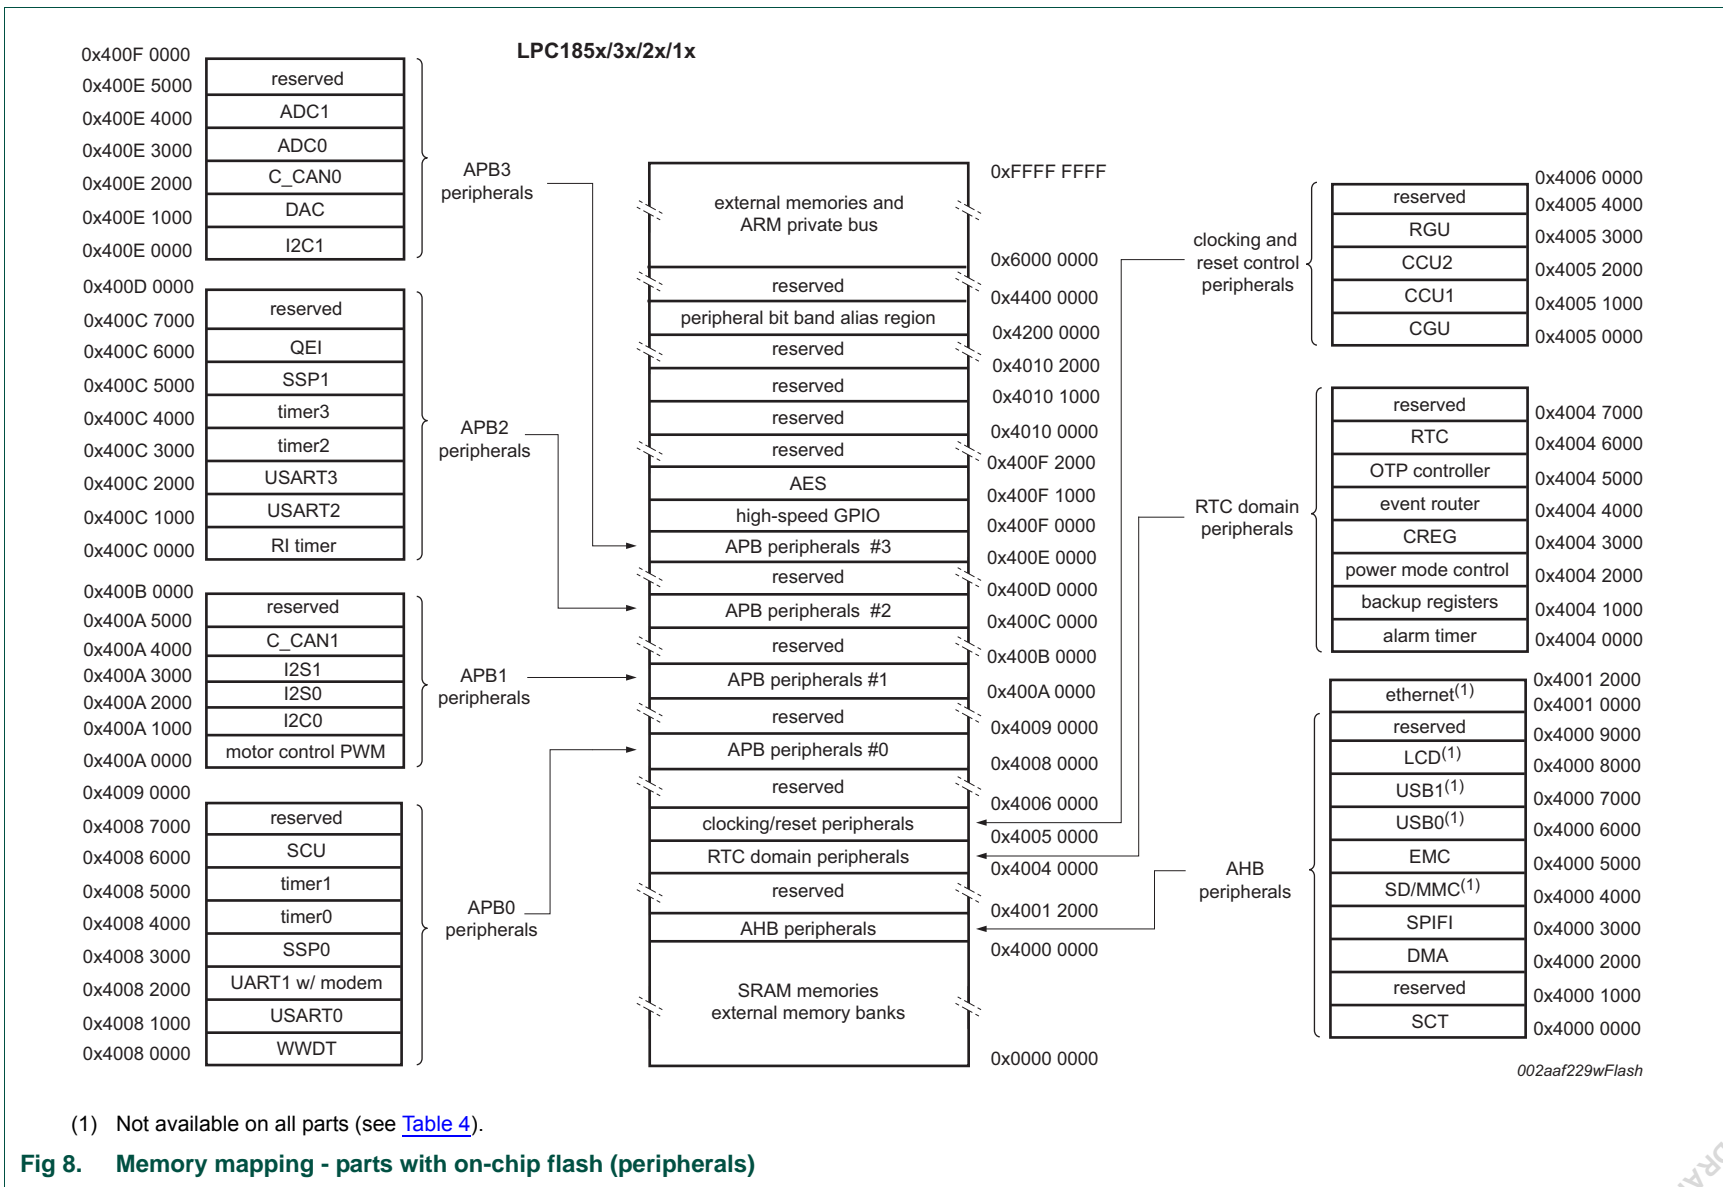 LPC185x/3x/2x/1x
0x400F 0000
reserved
0x400E 5000
ADC1
0x400E 4000
ADC0
0x400E 3000
C_CAN0
0x400E 2000
DAC
0x400E 1000
I2C1
0x400E 0000
APB3
peripherals
0x400D 0000
reserved
0x400C 7000
QEI
0x400C 6000
SSP1
0x400C 5000
timer3
0x400C 4000
timer2
0x400C 3000
USART3
0x400C 2000
USART2
0x400C 1000
RI timer
0x400C 0000
APB2
peripherals
0x400B 0000
reserved
0x400A 5000
C_CAN1
0x400A 4000
I2S1
0x400A 3000
I2S0
0x400A 2000
I2C0
0x400A 1000
motor control PWM
0x400A 0000
APB1
peripherals
0x4009 0000
reserved
0x4008 7000
SCU
0x4008 6000
timer1
0x4008 5000
timer0
0x4008 4000
SSP0
0x4008 3000
UART1 w/ modem
0x4008 2000
USART0
0x4008 1000
WWDT
0x4008 0000
APB0
peripherals
0xFFFF FFFF
external memories and
ARM private bus
0x6000 0000
reserved
0x4400 0000
peripheral bit band alias region
0x4200 0000
reserved
0x4010 2000
reserved
0x4010 1000
reserved
0x4010 0000
reserved
0x400F 2000
AES
0x400F 1000
high-speed GPIO
0x400F 0000
APB peripherals #3
0x400E 0000
reserved
0x400D 0000
APB peripherals #2
0x400C 0000
reserved
0x400B 0000
APB peripherals #1
0x400A 0000
reserved
0x4009 0000
APB peripherals #0
0x4008 0000
reserved
0x4006 0000
clocking/reset peripherals
0x4005 0000
RTC domain peripherals
0x4004 0000
reserved
0x4001 2000
AHB peripherals
0x4000 0000
SRAM memories
external memory banks
0x0000 0000
clocking and
reset control
peripherals
0x4006 0000
reserved
0x4005 4000
RGU
0x4005 3000
CCU2
0x4005 2000
CCU1
0x4005 1000
CGU
0x4005 0000
RTC domain
peripherals
reserved
0x4004 7000
RTC
0x4004 6000
OTP controller
0x4004 5000
event router
0x4004 4000
CREG
0x4004 3000
power mode control
0x4004 2000
backup registers
0x4004 1000
alarm timer
0x4004 0000
AHB
peripherals
0x4001 2000
ethernet(1)
0x4001 0000
reserved
0x4000 9000
LCD(1)
0x4000 8000
USB1(1)
0x4000 7000
USB0(1)
0x4000 6000
EMC
0x4000 5000
SD/MMC(1)
0x4000 4000
SPIFI
0x4000 3000
DMA
0x4000 2000
reserved
0x4000 1000
SCT
0x4000 0000
002aaf229wFlash
(1) Not available on all parts (see Table 4).
Fig 8. Memory mapping - parts with on-chip flash (peripherals)